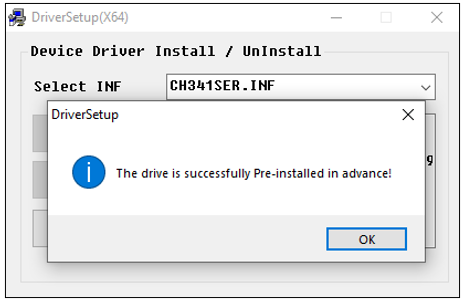 DriverSetup(X64)
Device Driver Install / UnInstall
Select INF
CH341SER.INF
DriverSetup
The drive is successfully Pre-installed in advance!
OK